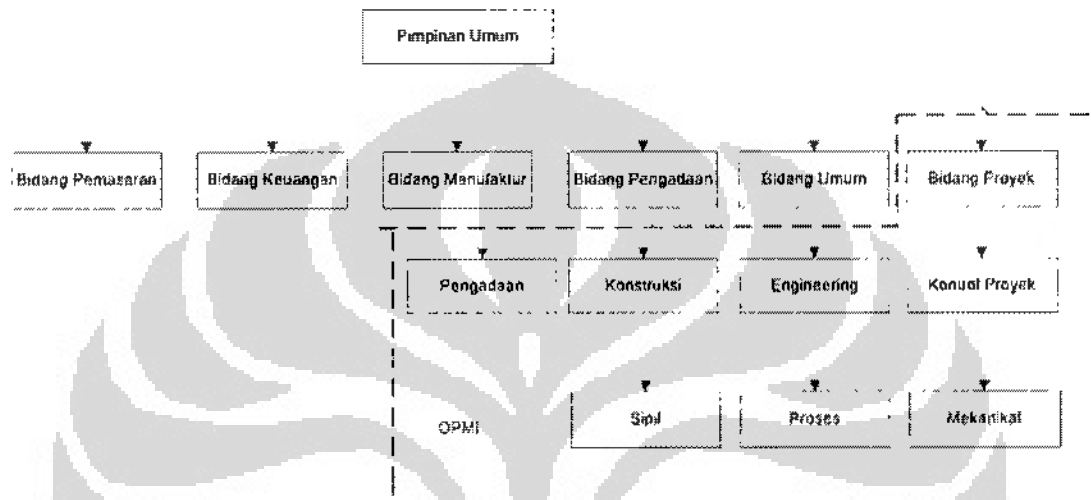 Pimpinan Umum
Bidang Pemasaran
Bidang Keuangan
Bidang Manufaktur
Bidang Pengadaan
Bidang Umum
Bidang Proyek
Pengadaan
Konstruksi
Engineering
Proyek
OPMI
Sipil
Proses
Mekanikal